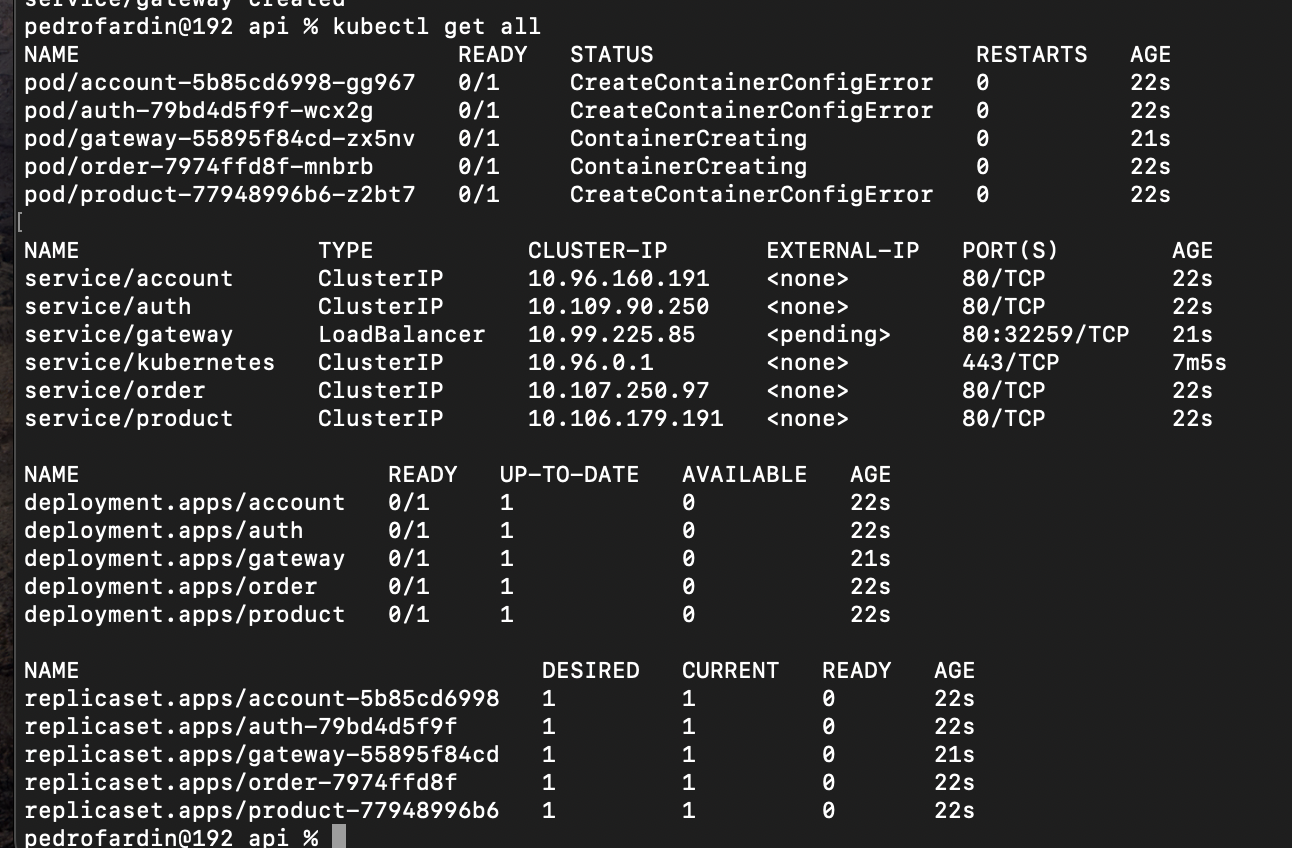 service/gateway created
pedrofardin@192 api % kubectl get all
NAME READY STATUS RESTARTS AGE
pod/account-5b85cd6998-gg967 0/1 CreateContainerConfigError 0 22s
pod/auth-79bd4d5f9f-wcx2g 0/1 CreateContainerConfigError 0 22s
pod/gateway-55895f84cd-zx5nv 0/1 ContainerCreating 0 21s
pod/order-7974ffd8f-mnbrb 0/1 ContainerCreating 0 22s
pod/product-77948996b6-z2bt7 0/1 CreateContainerConfigError 0 22s
[
NAME TYPE CLUSTER-IP EXTERNAL-IP PORT(S) AGE
service/account ClusterIP 10.96.160.191 <none> 80/TCP 22s
service/auth ClusterIP 10.109.90.250 <none> 80/TCP 22s
service/gateway LoadBalancer 10.99.225.85 <pending> 80:32259/TCP 21s
service/kubernetes ClusterIP 10.96.0.1 <none> 443/TCP 7m5s
service/order ClusterIP 10.107.250.97 <none> 80/TCP 22s
service/product ClusterIP 10.106.179.191 <none> 80/TCP 22s
NAME READY UP-TO-DATE AVAILABLE AGE
deployment.apps/account 0/1 1 0 22s
deployment.apps/auth 0/1 1 0 22s
deployment.apps/gateway 0/1 1 0 21s
deployment.apps/order 0/1 1 0 22s
deployment.apps/product 0/1 1 0 22s
NAME DESIRED CURRENT READY AGE
replicaset.apps/account-5b85cd6998 1 1 0 22s
replicaset.apps/auth-79bd4d5f9f 1 1 0 22s
replicaset.apps/gateway-55895f84cd 1 1 0 21s
replicaset.apps/order-7974ffd8f 1 1 0 22s
replicaset.apps/product-77948996b6 1 1 0 22s
pedrofardin@192 api %